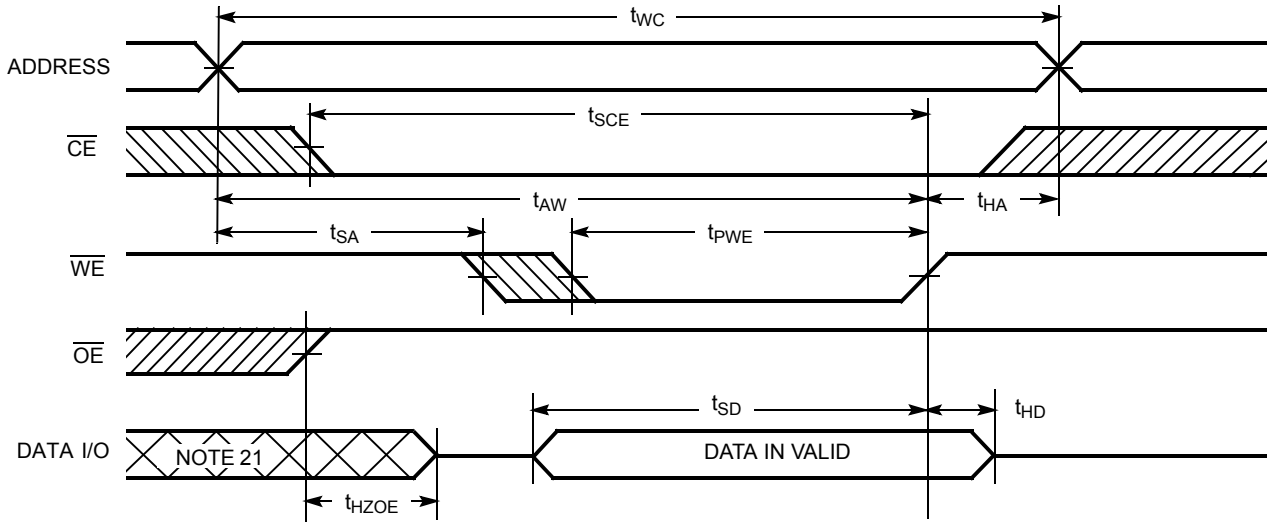 tWC
ADDRESS
tSCE
CE
tAW
tHA
tSA
tPWE
WE
OE
tSD
tHD
DATA I/O
NOTE 21
DATA IN VALID
tHZOE